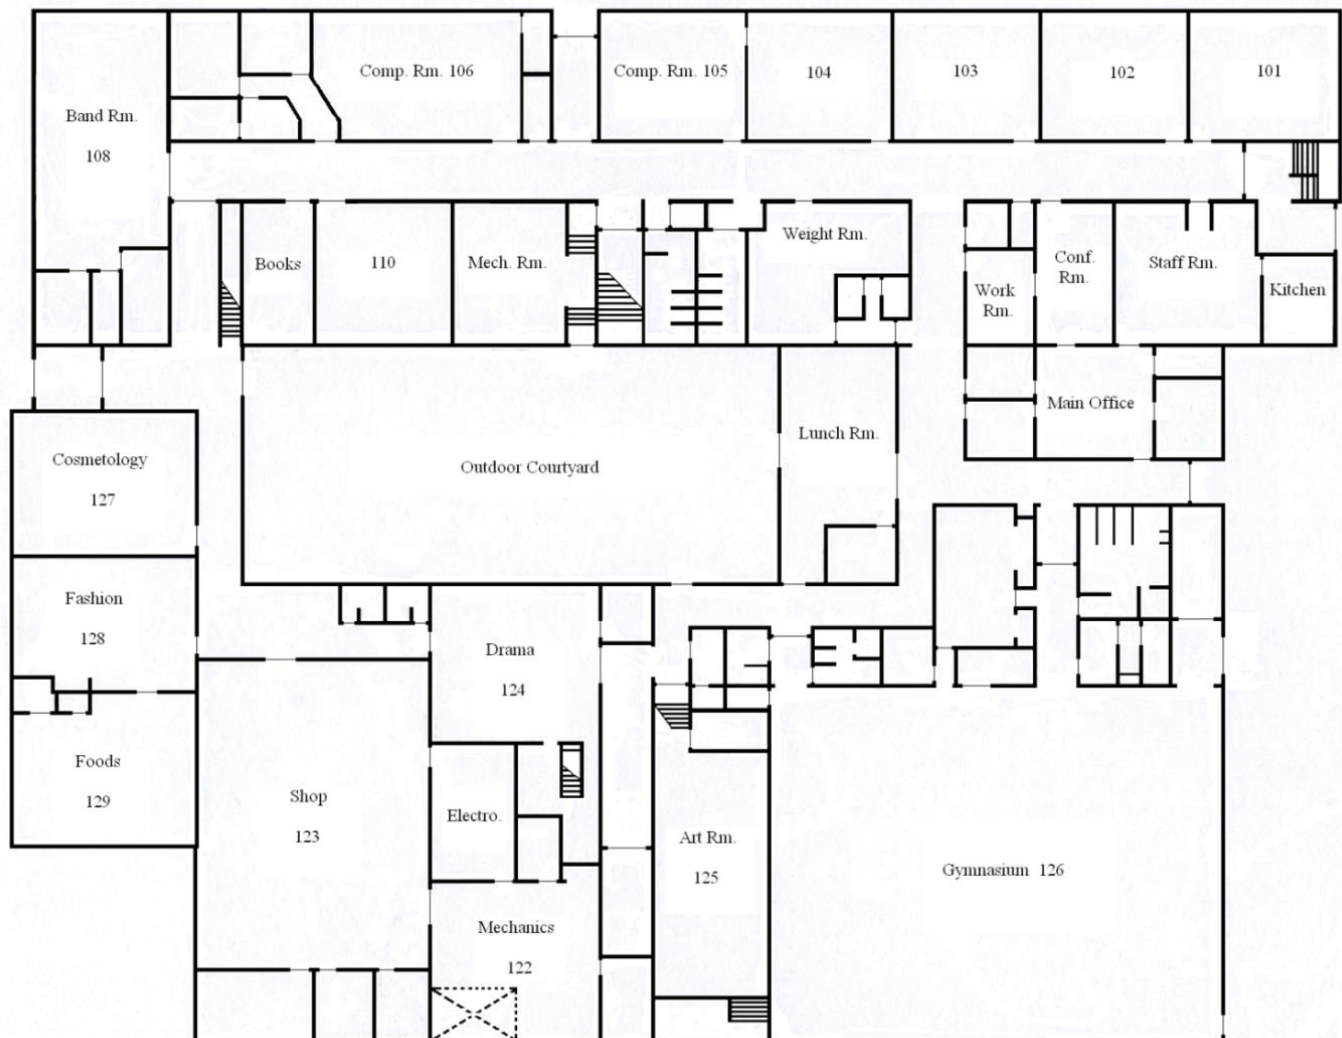 Comp. Rm. 106
Comp. Rm. 105
104
103
102
101
Band Rm.
108
Books
110
Mech. Rm.
Weight Rm.
Work
Rm.
Conf.
Rm.
Staff Rm.
Kitchen
Main Office
Lunch Rm.
Outdoor Courtyard
Cosmetology
127
Fashion
128
Drama
124
Foods
129
Shop
123
Electro.
Art Rm.
125
Gymnasium 126
Mechanics
122